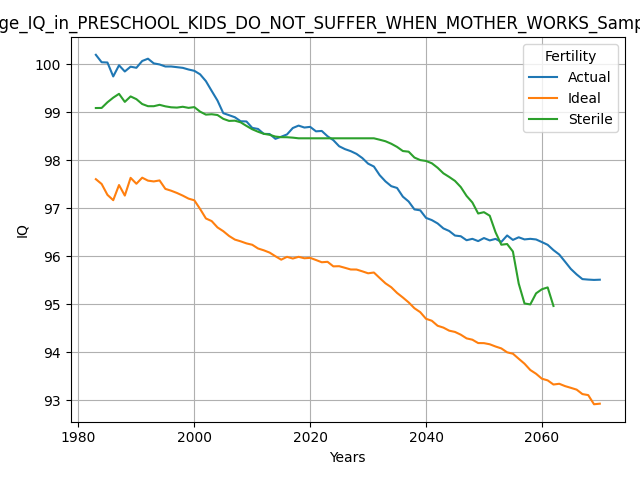 ge_IQ_in_PRESCHOOL_KIDS_DO_NOT_SUFFER_WHEN_MOTHER_WORKS_Samp
Fertility
Actual
Ideal
Sterile
IQ
100
99
98
97
96
95
94
93
1980 2000 2020 2040 2060
Years